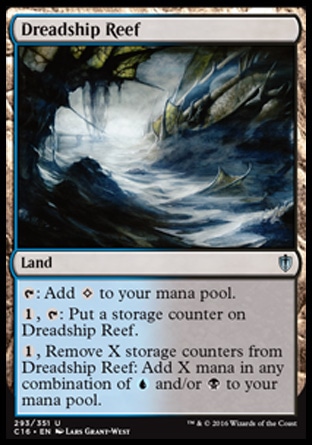 Dreadship Reef
Land
: Add to your mana pool.
1, : Put a storage counter on
Dreadship Reef.
1, Remove X storage counters from
Dreadship Reef: Add X mana in any
combination of and/or to your
mana pool.
293/351 U
C16 • EN Lars Grant-West
™ & © 2016 Wizards of the Coast